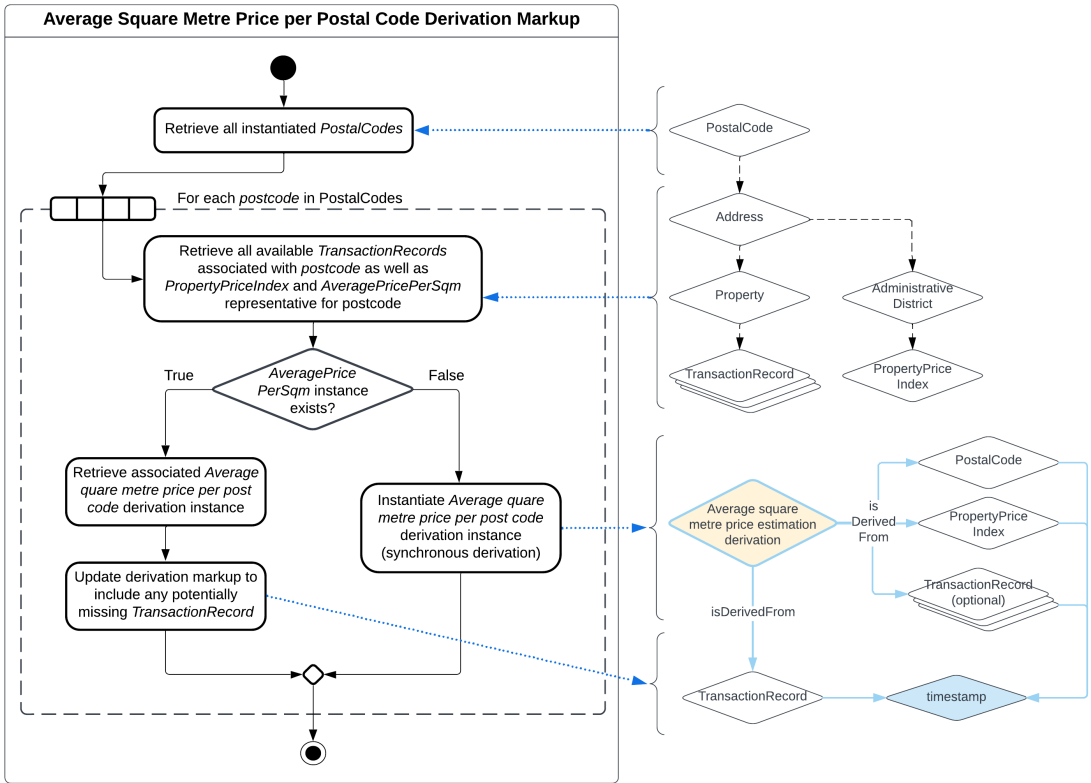 Average Square Metre Price per Postal Code Derivation Markup
Retrieve all instantiated PostalCodes
For each postcode in PostalCodes
Retrieve all available TransactionRecords
associated with postcode as well as
PropertyPriceIndex and AveragePricePerSqm
representative for postcode
True
AveragePrice
PerSqm instance
exists?
False
Retrieve associated Average
quare metre price per post
code derivation instance
Update derivation markup to
include any potentially
missing TransactionRecord
Instantiate Average quare
metre price per post code
derivation instance
(synchronous derivation)
PostalCode
Address
Property
Administrative
District
TransactionRecord
PropertyPrice
Index
Average square
metre price estimation
derivation
is
Derived
From
PostalCode
PropertyPrice
Index
TransactionRecord
(optional)
isDerivedFrom
TransactionRecord
timestamp